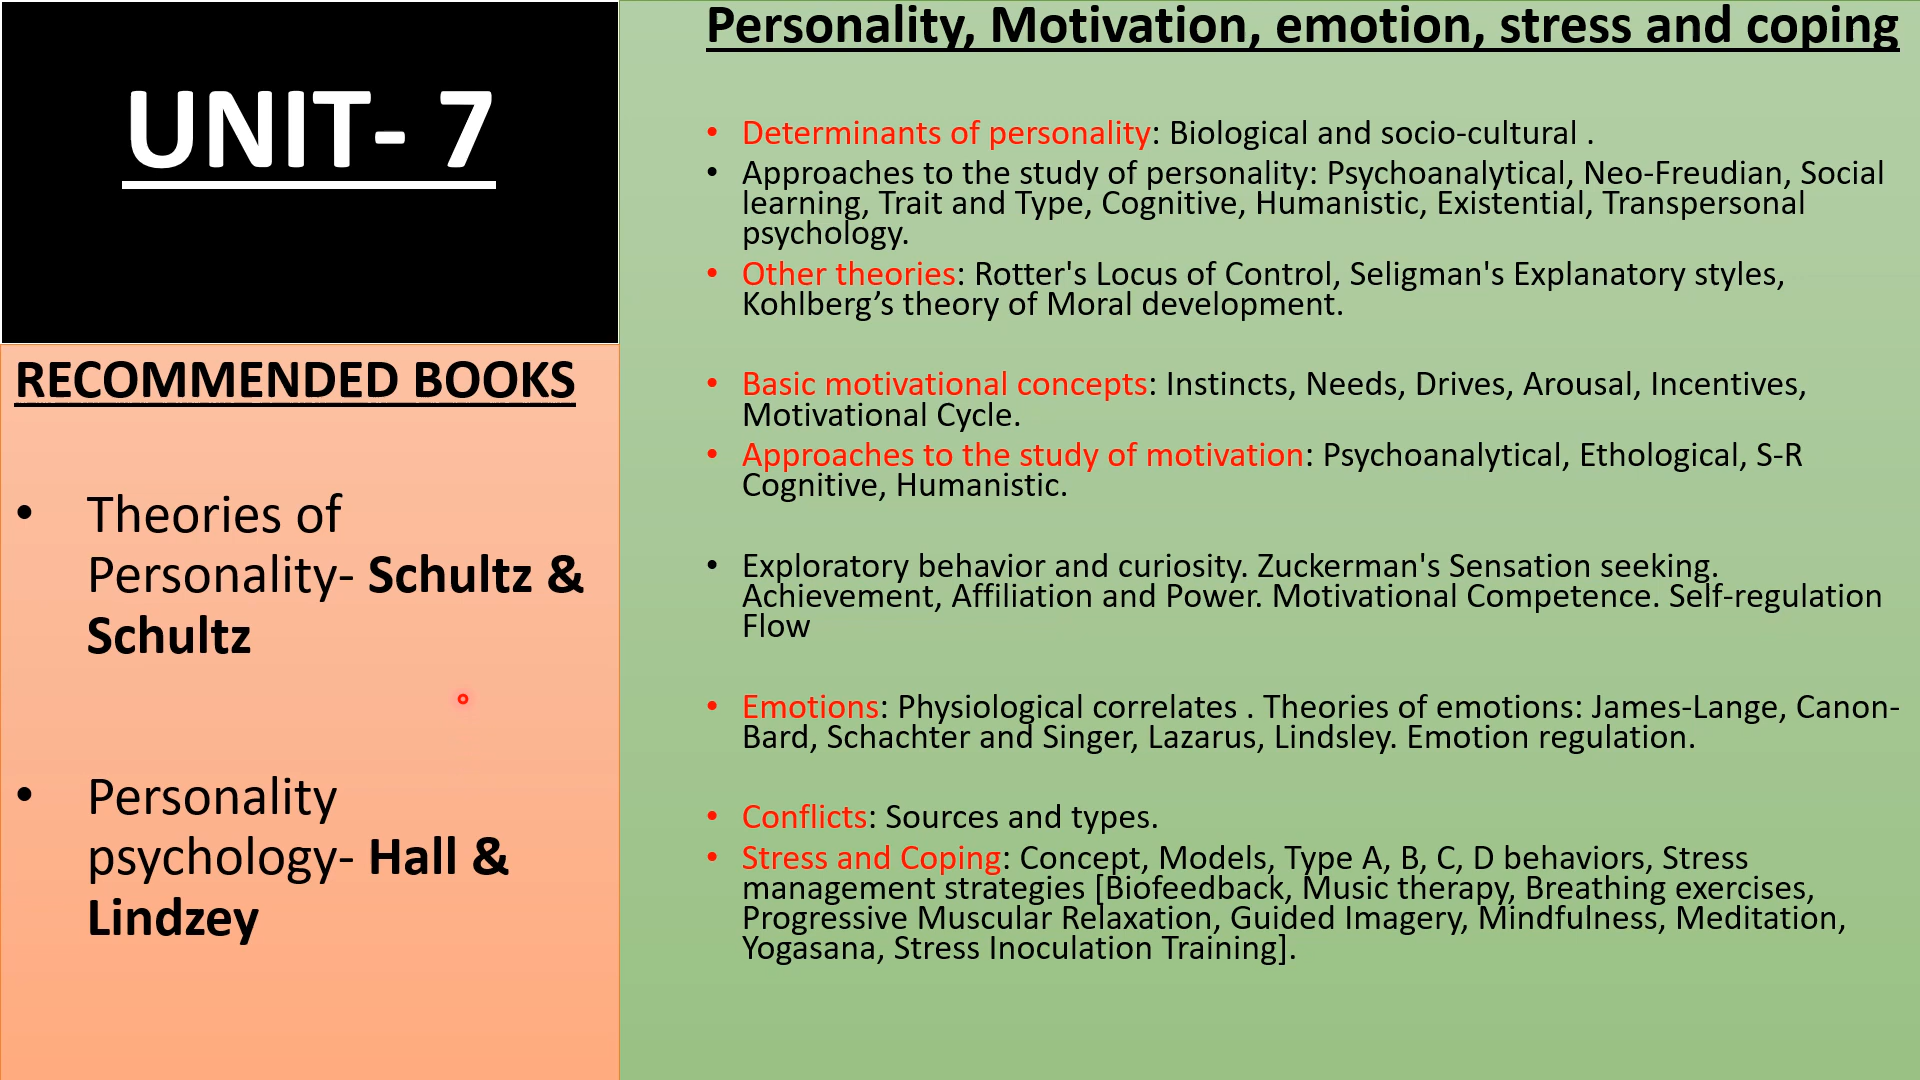 UNIT- 7
RECOMMENDED BOOKS
• Theories of
Personality- Schultz &
Schultz
• Personality
psychology- Hall &
Lindzey
Personality, Motivation, emotion, stress and coping
• Determinants of personality: Biological and socio-cultural .
• Approaches to the study of personality: Psychoanalytical, Neo-Freudian, Social
learning, Trait and Type, Cognitive, Humanistic, Existential, Transpersonal
psychology.
• Other theories: Rotter's Locus of Control, Seligman's Explanatory styles,
Kohlberg’s theory of Moral development.
• Basic motivational concepts: Instincts, Needs, Drives, Arousal, Incentives,
Motivational Cycle.
• Approaches to the study of motivation: Psychoanalytical, Ethological, S-R
Cognitive, Humanistic.
• Exploratory behavior and curiosity. Zuckerman's Sensation seeking.
Achievement, Affiliation and Power. Motivational Competence. Self-regulation
Flow
• Emotions: Physiological correlates . Theories of emotions: James-Lange, Canon-
Bard, Schachter and Singer, Lazarus, Lindsley. Emotion regulation.
• Conflicts: Sources and types.
• Stress and Coping: Concept, Models, Type A, B, C, D behaviors, Stress
management strategies [Biofeedback, Music therapy, Breathing exercises,
Progressive Muscular Relaxation, Guided Imagery, Mindfulness, Meditation,
Yogasana, Stress Inoculation Training].